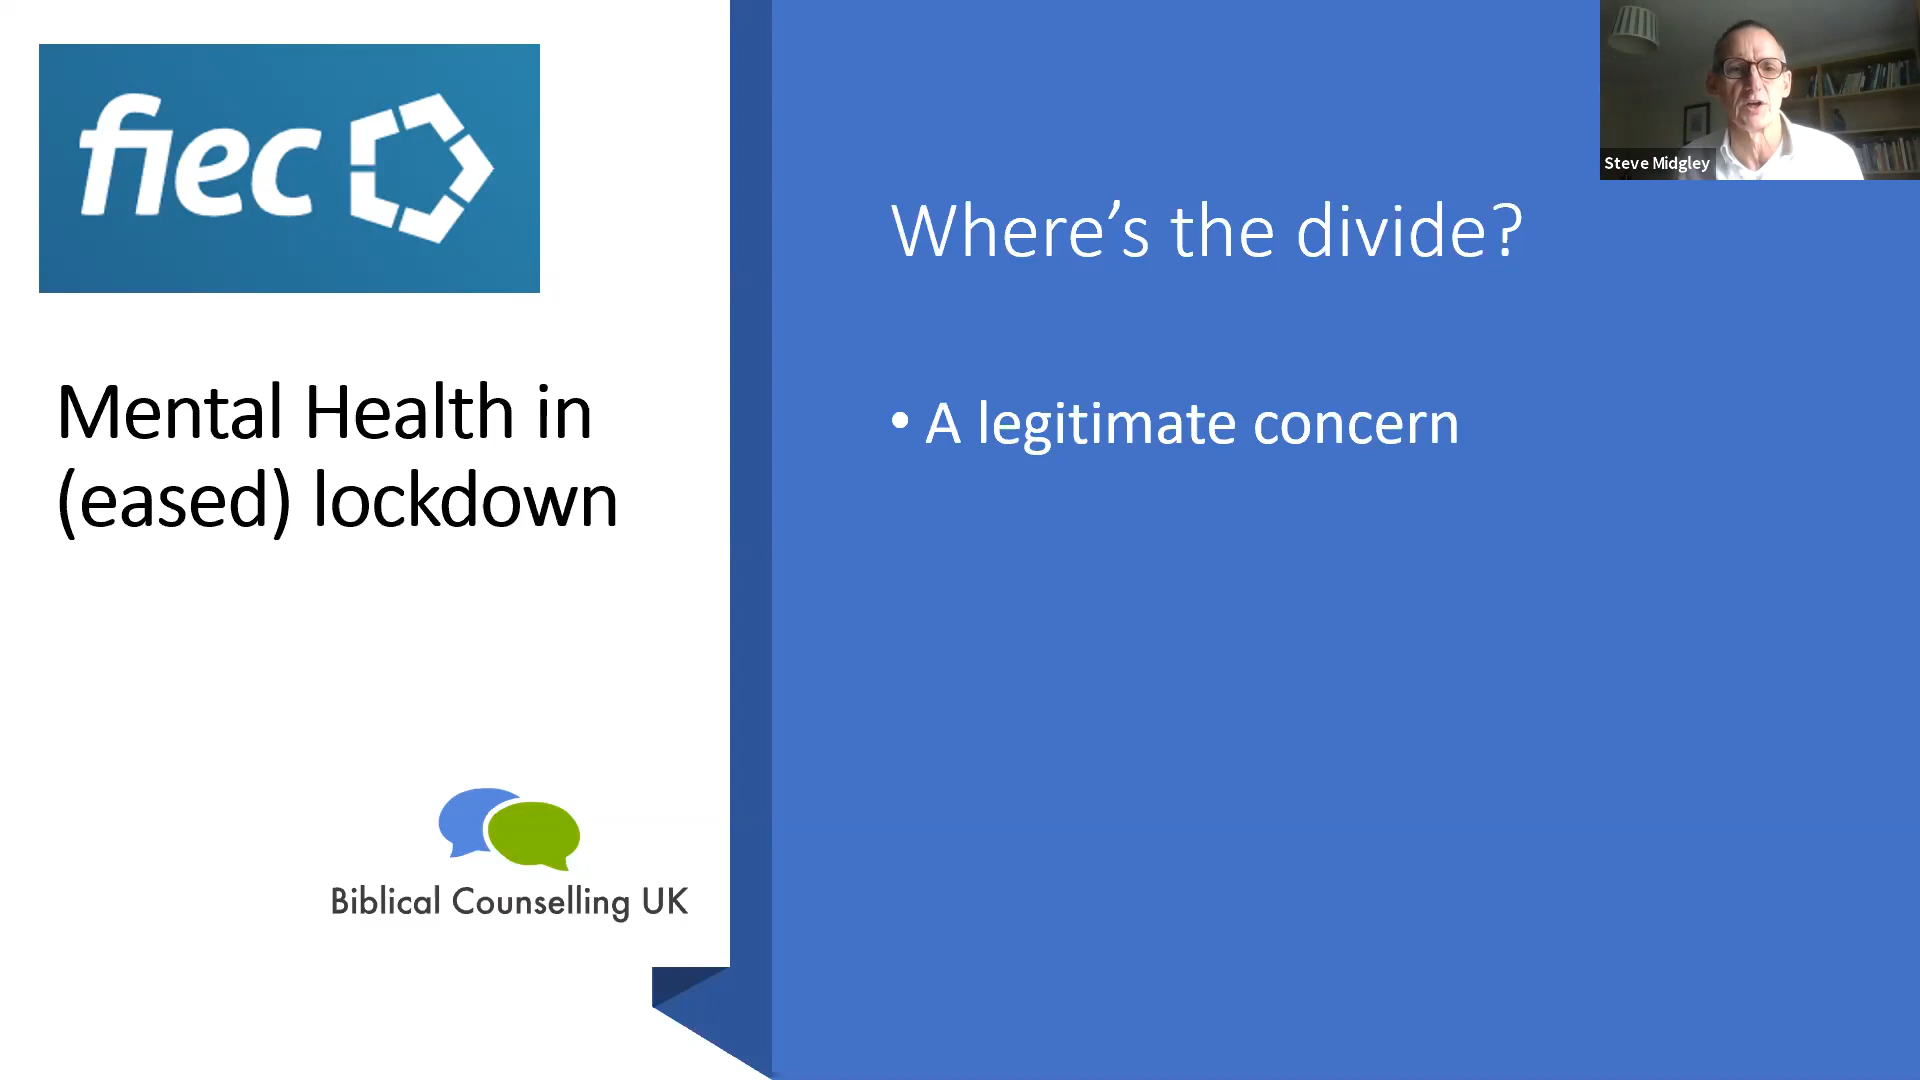 fiec
Mental Health in
(eased) lockdown
Biblical Counselling UK
Where’s the divide?
• A legitimate concern
Steve Midgley